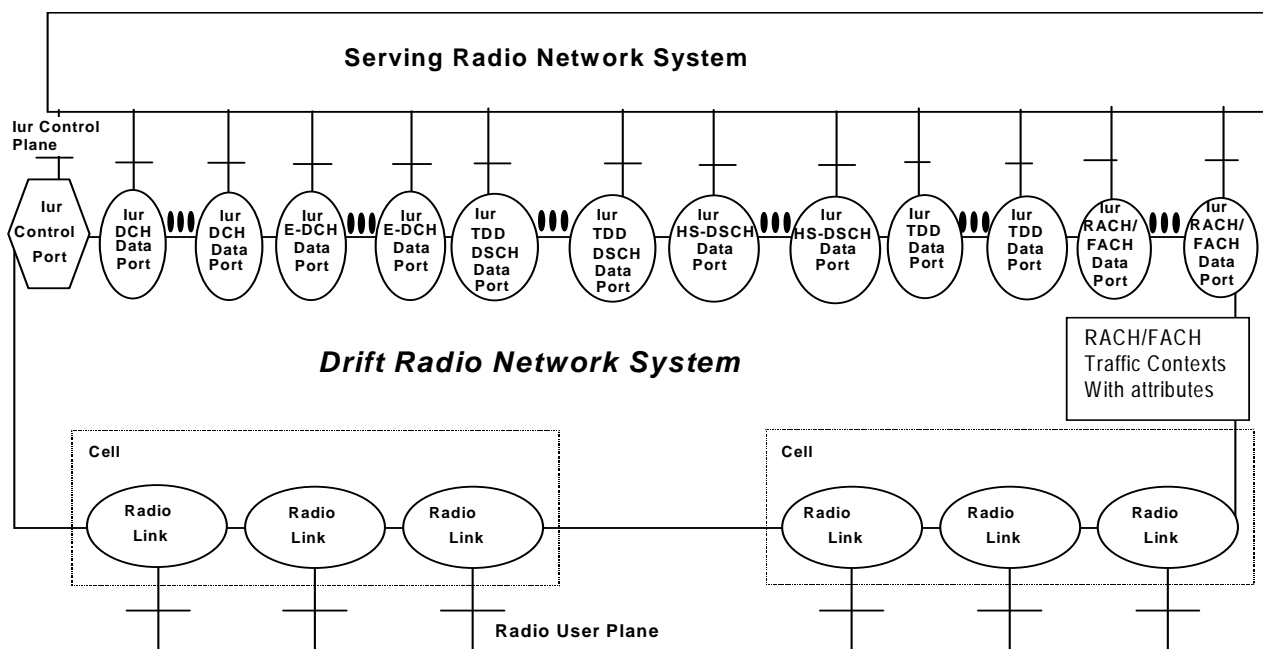 Serving Radio Network System
Iur Control
Plane
Iur
Control
Port
Iur
DCH
Data
Port
Iur
DCH
Data
Port
Iur
E-DCH
Data
Port
Iur
E-DCH
Data
Port
Iur
TDD
DSCH
Data
Port
Iur
TDD
DSCH
Data
Port
Iur
HS-DSCH
Data
Port
Iur
HS-DSCH
Data
Port
Iur
TDD
Data
Port
Iur
TDD
Data
Port
Iur
RACH/
FACH
Data
Port
Iur
RACH/
FACH
Data
Port
Drift Radio Network System
RACH/FACH
Traffic Contexts
With attributes
Cell
Radio
Link
Radio
Link
Radio
Link
Cell
Radio
Link
Radio
Link
Radio
Link
Radio User Plane